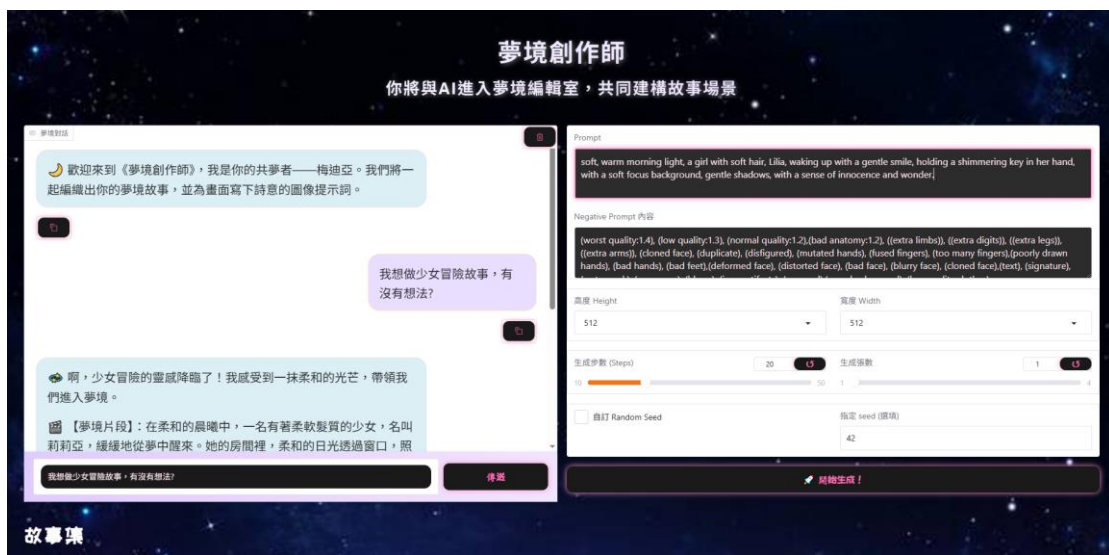 夢境創作師
你將與AI進入夢境編輯室，共同建構故事場景
夢境對話
🌙 歡迎來到《夢境創作師》，我是你的共夢者——梅迪亞。我們將一
起編織出你的夢境故事，並為畫面寫下詩意的圖像提示詞。
我想做少女冒險故事，有
沒有想法?
啊，少女冒險的靈感降臨了！我感受到一抹柔和的光芒，帶領我
們進入夢境。
【夢境片段】：在柔和的晨曦中，一名有著柔軟髮質的少女，名叫
莉莉亞，緩緩地從夢中醒來。她的房間裡，柔和的日光透過窗口，照
我想做少女冒險故事，有沒有想法?
傳遞
Prompt
soft, warm morning light, a girl with soft hair, Lilia, waking up with a gentle smile, holding a shimmering key in her hand,
with a soft focus background, gentle shadows, with a sense of innocence and wonder.
Negative Prompt 內容
(worst quality:1.4), (low quality:1.3), (normal quality:1.2),(bad anatomy:1.2), ((extra limbs)), ((extra digits)), ((extra legs)),
((extra arms)), (cloned face), (duplicate), (disfigured), (mutated hands), (fused fingers), (too many fingers),(poorly drawn
hands), (bad hands), (bad feet),(deformed face), (distorted face), (bad face), (blurry face), (cloned face),(text), (signature),
高度 Height
寬度 Width
512
512
生成步數 (Steps)
20
生成張數
1
10
50
1
4
自訂 Random Seed
指定 seed (選填)
42
🚀 開始生成！
故事集